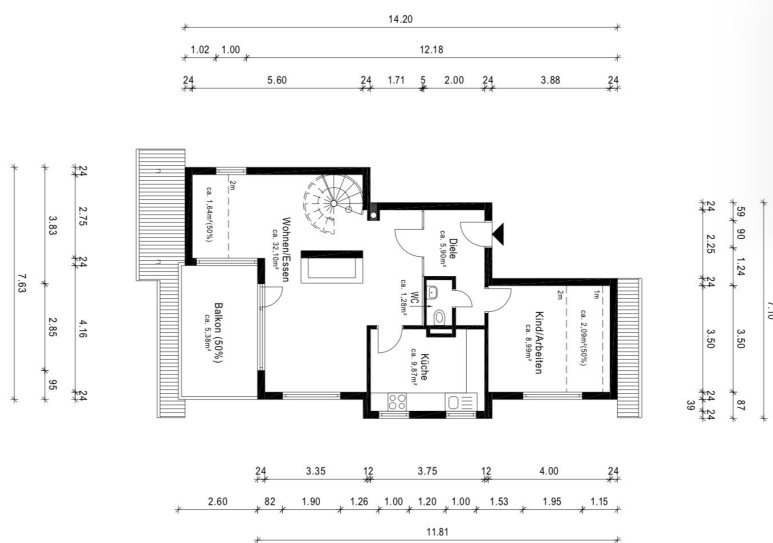 14.20
1.02 1.00 12.18
24 5.60 24 1.71 5 2.00 24 3.88 24
7.63
3.83 2.85 95
24 2.75 24 4.16 24
2m
ca. 1,64m²(50%)
Wohnen/Essen
ca. 32,10m²
Diele
ca. 5,90m²
WC
ca. 1,28m²
Balkon (50%)
ca. 5,38m²
Küche
ca. 9,87m²
Kind/Arbeiten
ca. 8,99m²
2m
1m
ca. 2,09m²(50%)
24 2.25 24 3.50 24 24
39
59 90 1.24 3.50 87
7.10
24 3.35 12 3.75 12 4.00 24
2.60 82 1.90 1.26 1.00 1.20 1.00 1.53 1.95 1.15
11.81